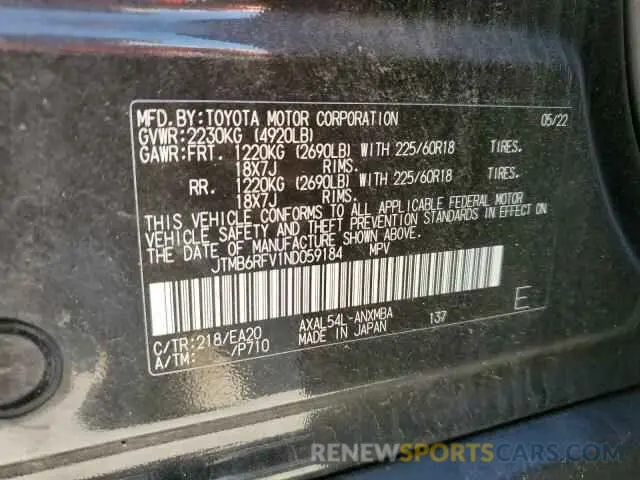 MFD.BY:TOYOTA MOTOR CORPORATION 05/22
GVWR:2230KG (4920LB)
GAWR:FRT. 1220KG (2690LB) WITH 225/60R18 TIRES.
18X7J RIMS.
RR. 1220KG (2690LB) WITH 225/60R18 TIRES.
18X7J RIMS.
THIS VEHICLE CONFORMS TO ALL APPLICABLE FEDERAL MOTOR
VEHICLE SAFETY AND THEFT PREVENTION STANDARDS IN EFFECT ON
THE DATE OF MANUFACTURE SHOWN ABOVE.
JTMB6RFV1ND059184 MPV
E
C/TR:218/EA20 AXAL54L-ANXMBA 137
A/TM: /P710 MADE IN JAPAN
RENEWSPORTSCARS.COM